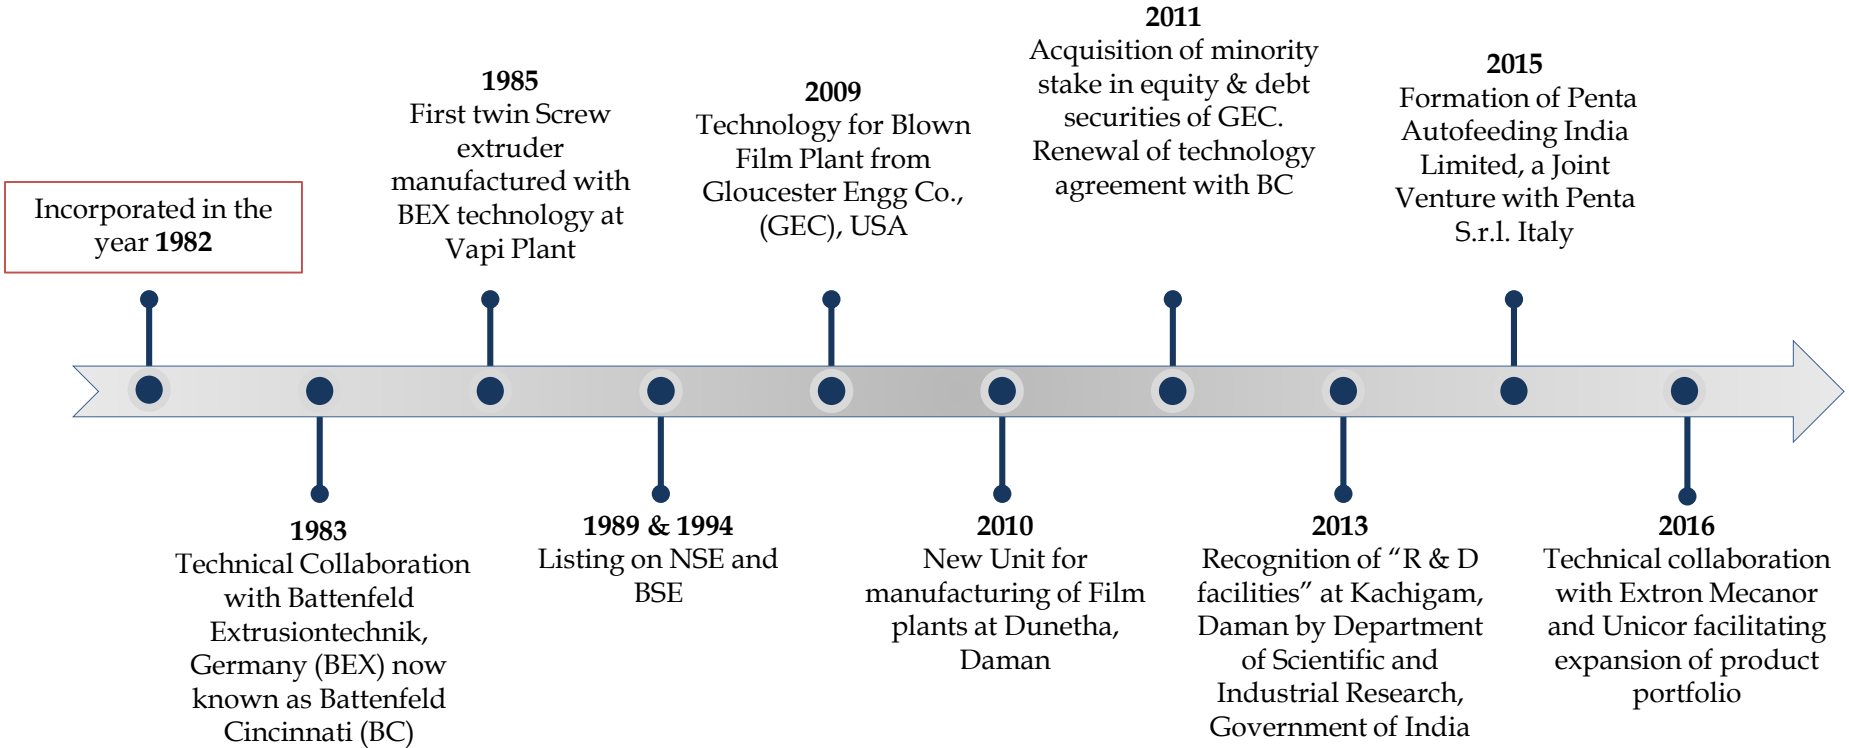 Incorporated in the
year 1982
1983
Technical Collaboration
with Battenfeld
Extrusiontechnik,
Germany (BEX) now
known as Battenfeld
Cincinnati (BC)
1985
First twin Screw
extruder
manufactured with
BEX technology at
Vapi Plant
1989 & 1994
Listing on NSE and
BSE
2009
Technology for Blown
Film Plant from
Gloucester Engg Co.,
(GEC), USA
2010
New Unit for
manufacturing of Film
plants at Dunetha,
Daman
2011
Acquisition of minority
stake in equity & debt
securities of GEC.
Renewal of technology
agreement with BC
2013
Recognition of “R & D
facilities” at Kachigam,
Daman by Department
of Scientific and
Industrial Research,
Government of India
2015
Formation of Penta
Autofeeding India
Limited, a Joint
Venture with Penta
S.r.l. Italy
2016
Technical collaboration
with Extron Mecanor
and Unicor facilitating
expansion of product
portfolio